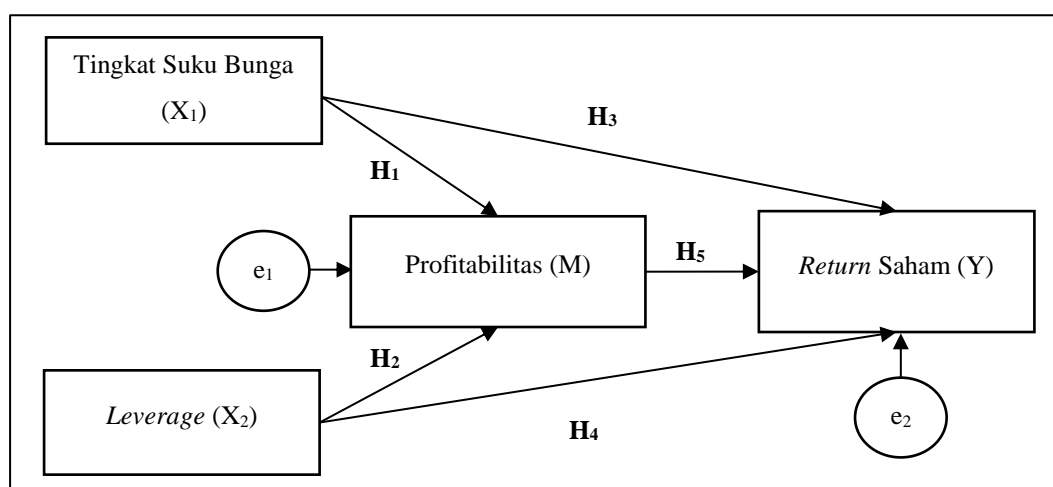 Tingkat Suku Bunga
(X₁)
H₃
H₁
e₁
Profitabilitas (M)
H₅
Return Saham (Y)
H₂
Leverage (X₂)
H₄
e₂